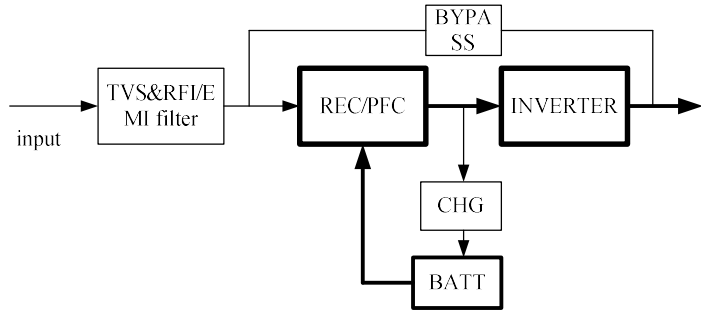 BYPA
SS
TVS&RFI/E
MI filter
REC/PFC
INVERTER
input
CHG
BATT